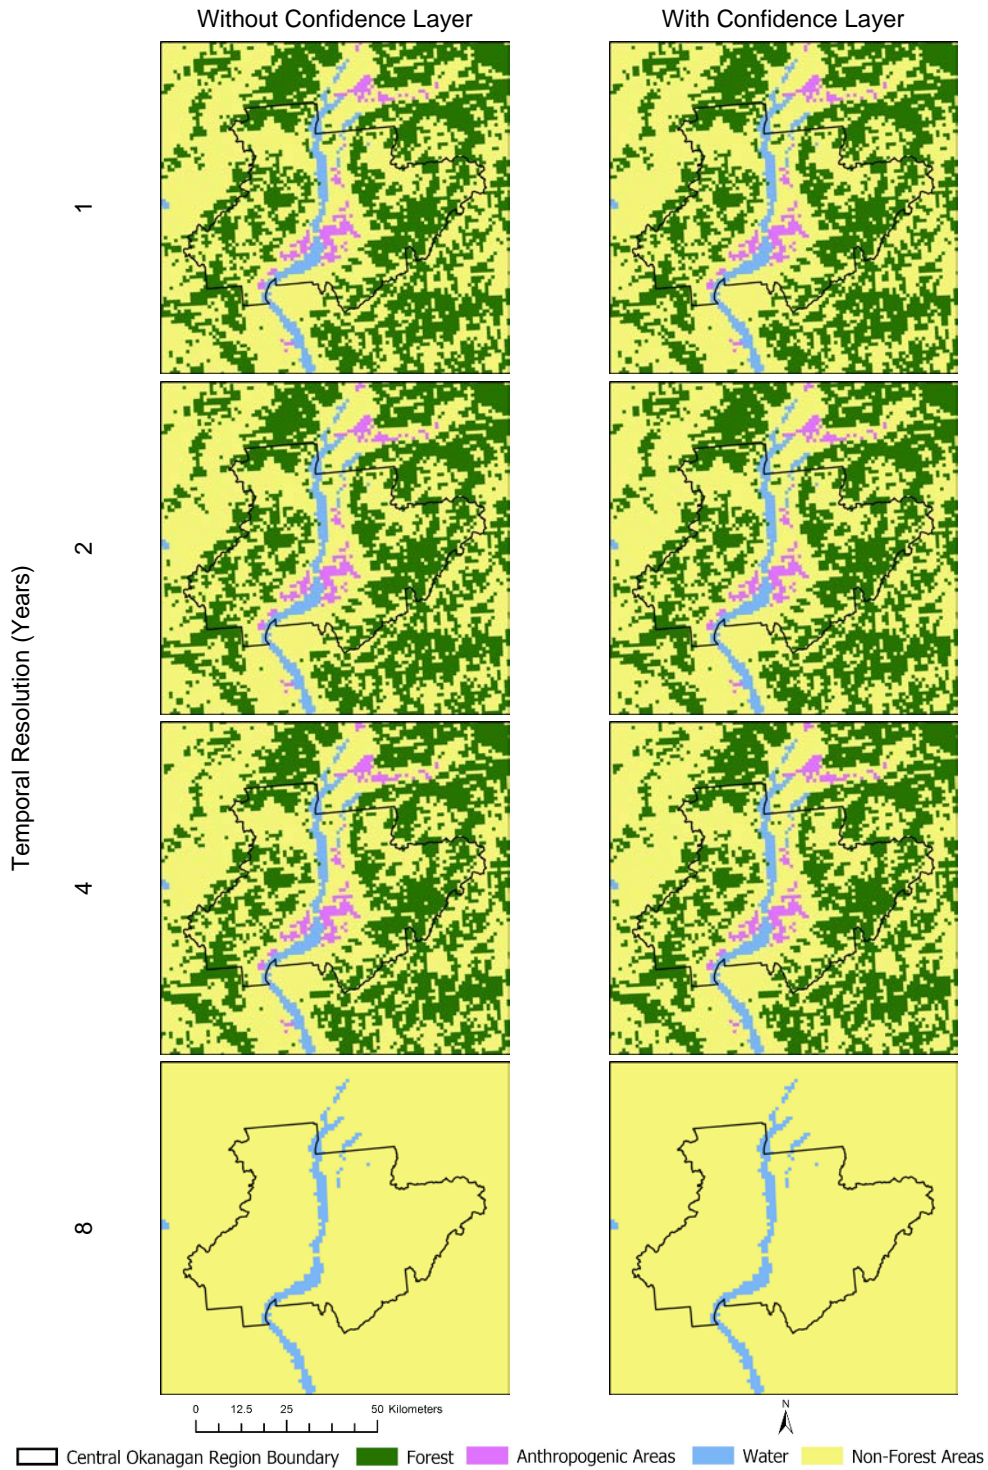 Without Confidence Layer
With Confidence Layer
Temporal Resolution (Years)
1
2
4
8
0 12.5 25 50 Kilometers
N
Central Okanagan Region Boundary Forest Anthropogenic Areas Water Non-Forest Areas